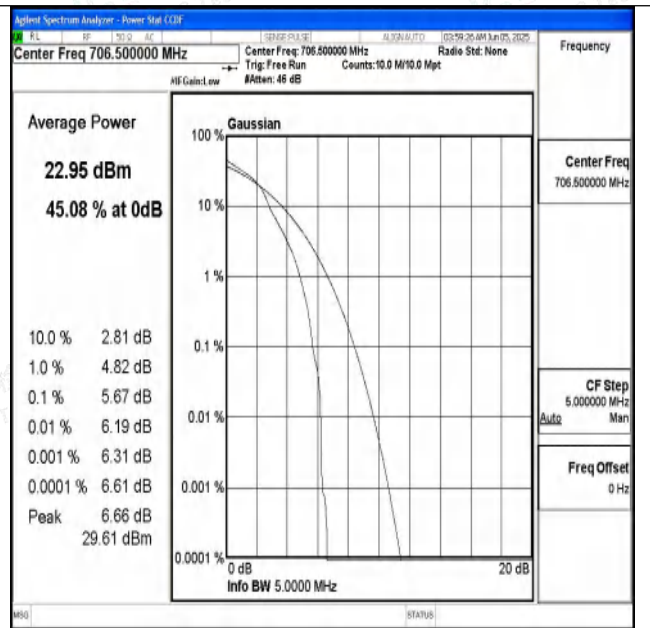 Agilent Spectrum Analyzer - Power Stat CCDF
RL RF 50 Ω AC SENSE:PULSE ALIGN AUTO 03:59:26 AM Jun 05, 2025
Center Freq 706.500000 MHz
Center Freq: 706.500000 MHz Radio Std: None
Trig: Free Run Counts:10.0 M/10.0 Mpt
#IFGain:Low #Atten: 46 dB
Frequency
Average Power
22.95 dBm
45.08 % at 0dB
10.0 % 2.81 dB
1.0 % 4.82 dB
0.1 % 5.67 dB
0.01 % 6.19 dB
0.001 % 6.31 dB
0.0001 % 6.61 dB
Peak 6.66 dB
29.61 dBm
Gaussian
100 %
10 %
1 %
0.1 %
0.01 %
0.001 %
0.0001 %
0 dB 20 dB
Info BW 5.0000 MHz
Center Freq
706.500000 MHz
CF Step
5.000000 MHz
Auto Man
Freq Offset
0 Hz
MSG STATUS